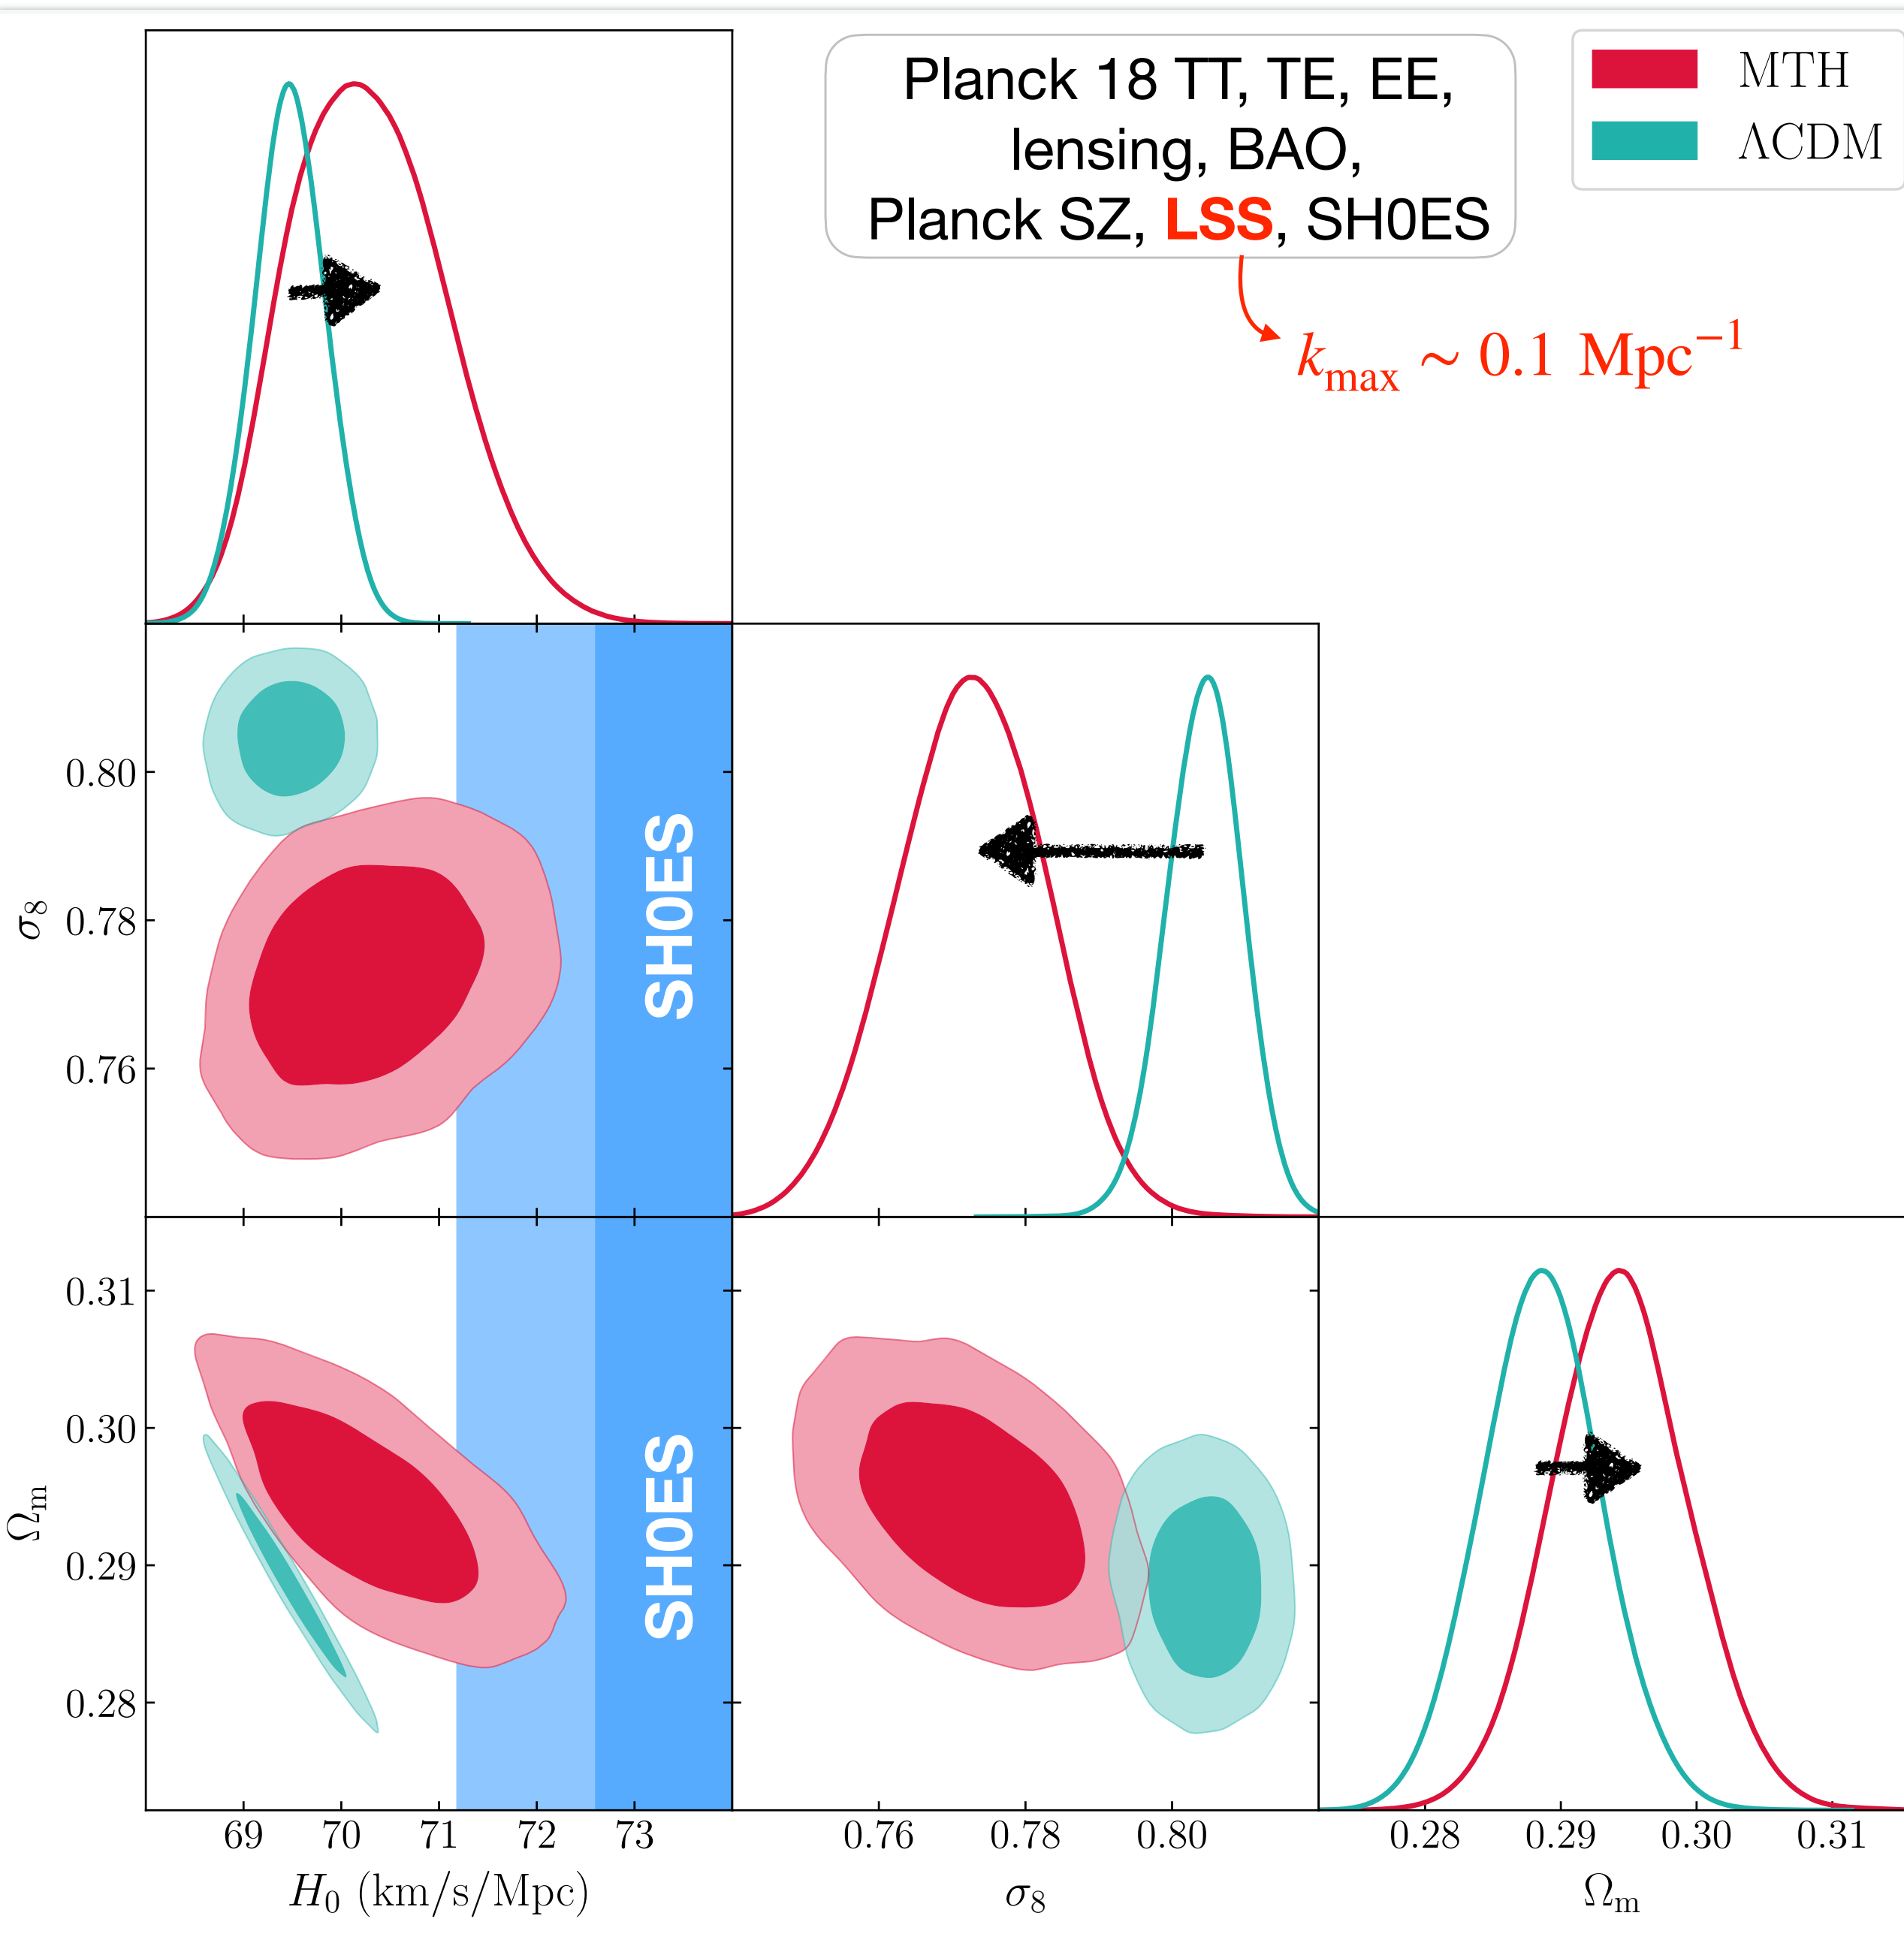 Planck 18 TT, TE, EE,
lensing, BAO,
Planck SZ, LSS, SH0ES
k_max ~ 0.1 Mpc⁻¹
MTH
ΛCDM
0.80
0.78
0.76
σ₈
SH0ES
0.31
0.30
0.29
0.28
Ωₘ
SH0ES
69 70 71 72 73
H₀ (km/s/Mpc)
0.76 0.78 0.80
σ₈
0.28 0.29 0.30 0.31
Ωₘ